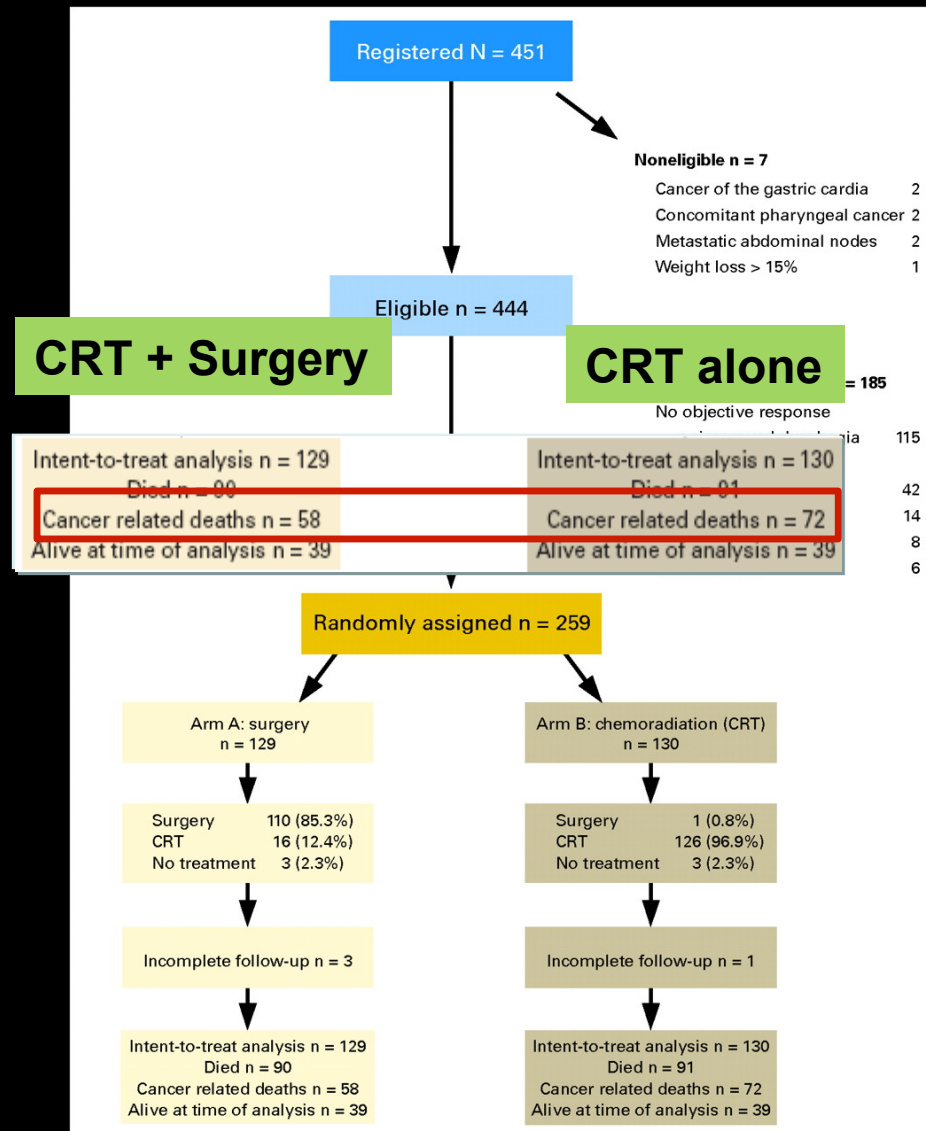 Registered N = 451
Noneligible n = 7
Cancer of the gastric cardia 2
Concomitant pharyngeal cancer 2
Metastatic abdominal nodes 2
Weight loss > 15% 1
Eligible n = 444
CRT + Surgery
CRT alone
= 185
No objective response
115
Intent-to-treat analysis n = 129
Died n = 90
Cancer related deaths n = 58
Alive at time of analysis n = 39
Intent-to-treat analysis n = 130
Died n = 91
Cancer related deaths n = 72
Alive at time of analysis n = 39
42
14
8
6
Randomly assigned n = 259
Arm A: surgery
n = 129
Surgery 110 (85.3%)
CRT 16 (12.4%)
No treatment 3 (2.3%)
Incomplete follow-up n = 3
Intent-to-treat analysis n = 129
Died n = 90
Cancer related deaths n = 58
Alive at time of analysis n = 39
Arm B: chemoradiation (CRT)
n = 130
Surgery 1 (0.8%)
CRT 126 (96.9%)
No treatment 3 (2.3%)
Incomplete follow-up n = 1
Intent-to-treat analysis n = 130
Died n = 91
Cancer related deaths n = 72
Alive at time of analysis n = 39